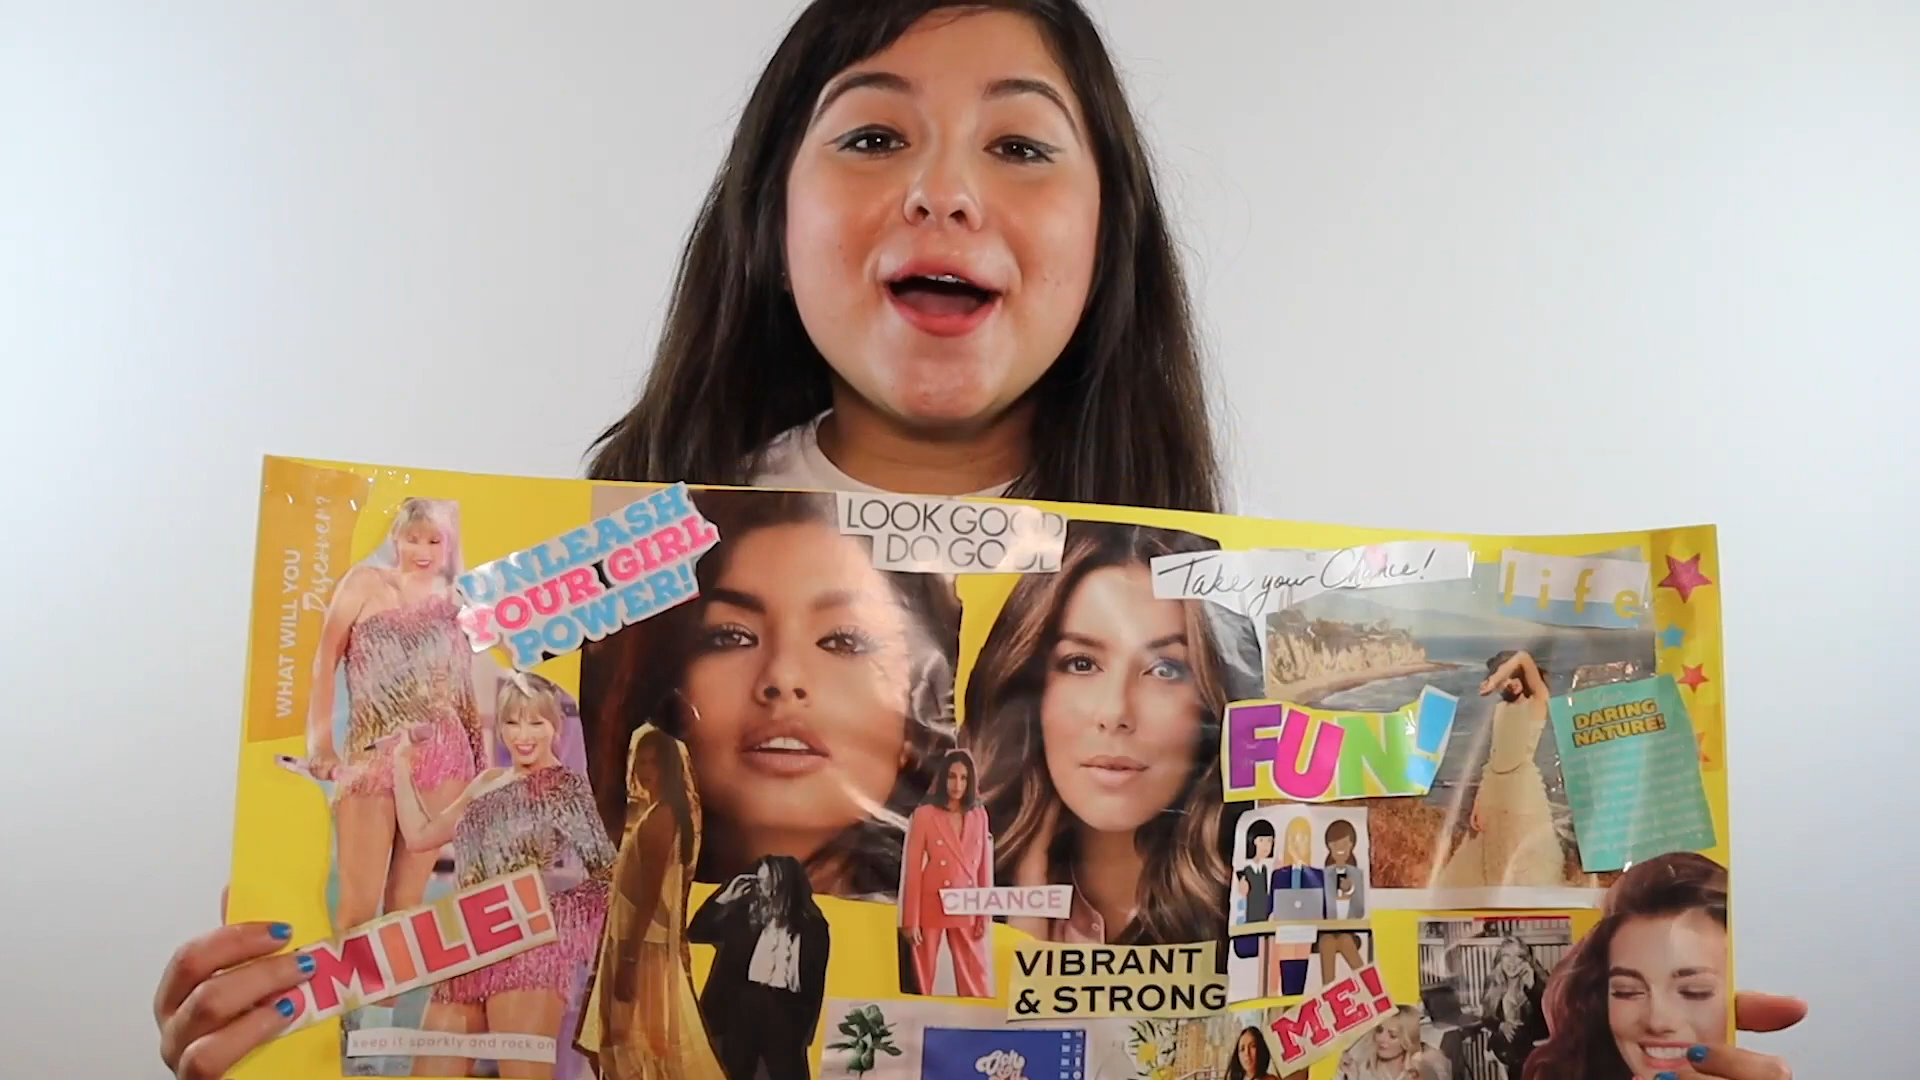 WHAT WILL YOU
Discover?
UNLEASH
YOUR GIRL
POWER!
LOOK GOOD
DO GOOD
Take your Chance!
life
FUN!
DARING
NATURE!
CHANCE
SMILE!
VIBRANT
& STRONG
ME!
keep it sparkly and rock on